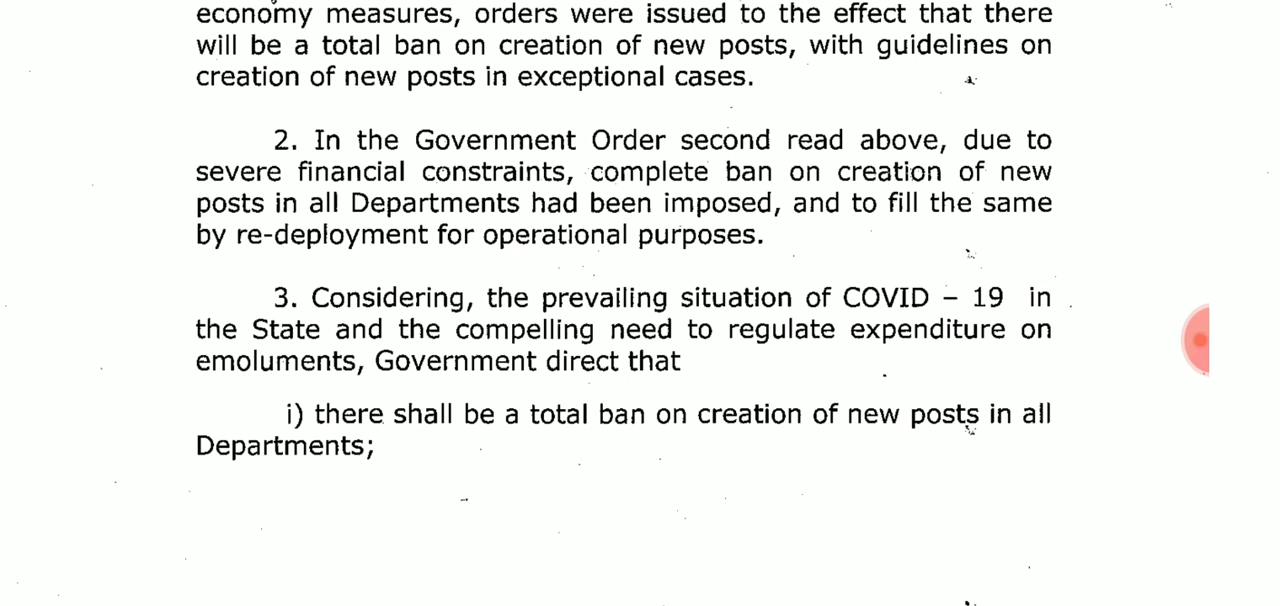 economy measures, orders were issued to the effect that there
will be a total ban on creation of new posts, with guidelines on
creation of new posts in exceptional cases.
2. In the Government Order second read above, due to
severe financial constraints, complete ban on creation of new
posts in all Departments had been imposed, and to fill the same
by re-deployment for operational purposes.
3. Considering, the prevailing situation of COVID – 19 in
the State and the compelling need to regulate expenditure on
emoluments, Government direct that
i) there shall be a total ban on creation of new posts in all
Departments;